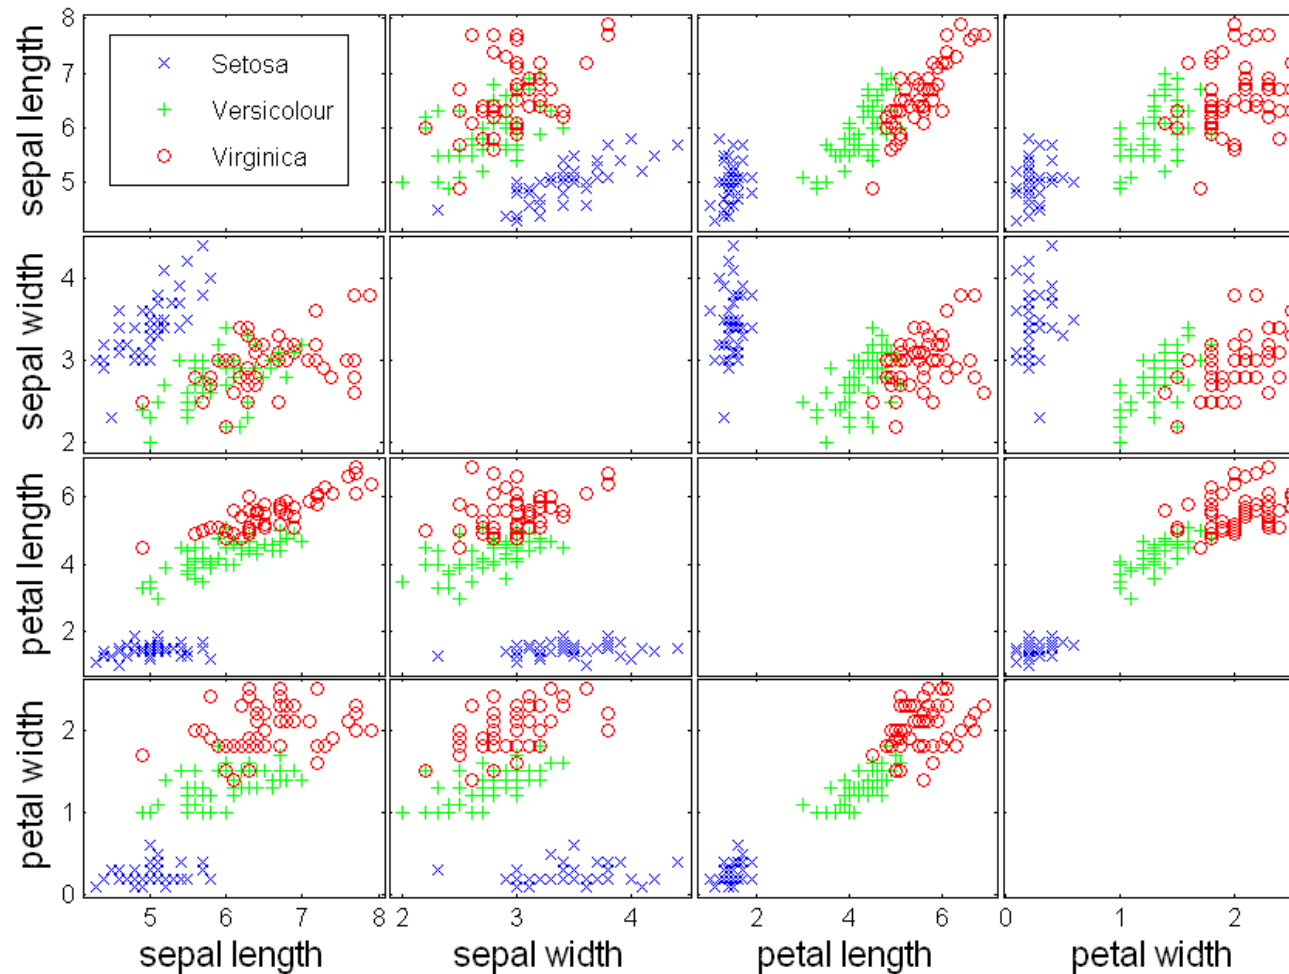 8
sepal length
7
6
5
Setosa
Versicolour
Virginica
sepal width
4
3
2
petal length
6
4
2
petal width
2
1
0
5 6 7 8 2 3 4 2 4 6 0 1 2
sepal length sepal width petal length petal width